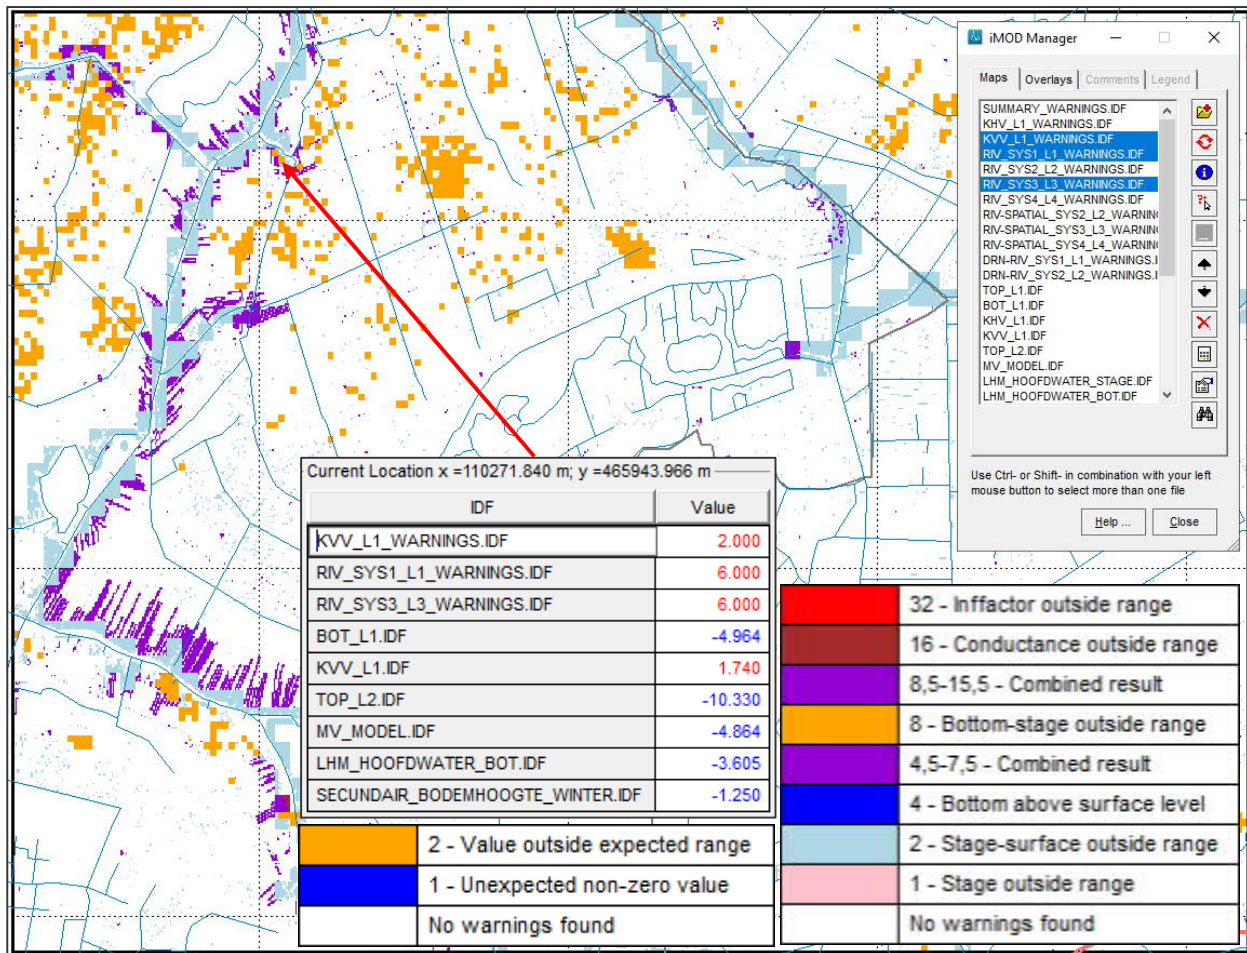 iMOD Manager
Maps Overlays Comments Legend
SUMMARY_WARNINGS.IDF
KHV_L1_WARNINGS.IDF
KVV_L1_WARNINGS.IDF
RIV_SYS1_L1_WARNINGS.IDF
RIV_SYS2_L2_WARNINGS.IDF
RIV_SYS3_L3_WARNINGS.IDF
RIV_SYS4_L4_WARNINGS.IDF
RIV-SPATIAL_SYS2_L2_WARNING
RIV-SPATIAL_SYS3_L3_WARNING
RIV-SPATIAL_SYS4_L4_WARNING
DRN-RIV_SYS1_L1_WARNINGS.I
DRN-RIV_SYS2_L2_WARNINGS.I
TOP_L1.IDF
BOT_L1.IDF
KHV_L1.IDF
KVV_L1.IDF
TOP_L2.IDF
MV_MODEL.IDF
LHM_HOOFDWATER_STAGE.IDF
LHM_HOOFDWATER_BOT.IDF
Use Ctrl- or Shift- in combination with your left
mouse button to select more than one file
Help ... Close
Current Location x =110271.840 m; y =465943.966 m
IDF Value
KVV_L1_WARNINGS.IDF 2.000
RIV_SYS1_L1_WARNINGS.IDF 6.000
RIV_SYS3_L3_WARNINGS.IDF 6.000
BOT_L1.IDF -4.964
KVV_L1.IDF 1.740
TOP_L2.IDF -10.330
MV_MODEL.IDF -4.864
LHM_HOOFDWATER_BOT.IDF -3.605
SECUNDAIR_BODEMHOOGTE_WINTER.IDF -1.250
2 - Value outside expected range
1 - Unexpected non-zero value
No warnings found
32 - Inffactor outside range
16 - Conductance outside range
8,5-15,5 - Combined result
8 - Bottom-stage outside range
4,5-7,5 - Combined result
4 - Bottom above surface level
2 - Stage-surface outside range
1 - Stage outside range
No warnings found